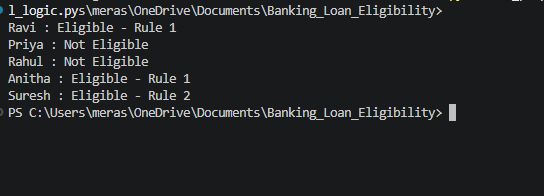 l_logic.pys\meras\OneDrive\Documents\Banking_Loan_Eligibility>
Ravi : Eligible - Rule 1
Priya : Not Eligible
Rahul : Not Eligible
Anitha : Eligible - Rule 1
Suresh : Eligible - Rule 2
PS C:\Users\meras\OneDrive\Documents\Banking_Loan_Eligibility>